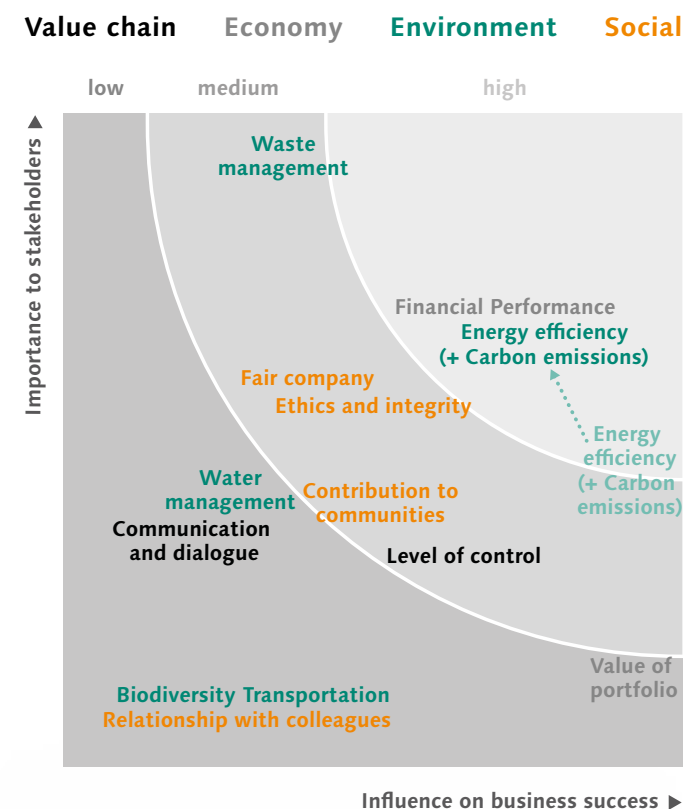 Value chain Economy Environment Social
low medium high
Importance to stakeholders ▲
Waste
management
Financial Performance
Energy efficiency
(+ Carbon emissions)
Fair company
Ethics and integrity
Energy
efficiency
(+ Carbon
emissions)
Water
management
Contribution to
communities
Communication
and dialogue
Level of control
Value of
portfolio
Biodiversity Transportation
Relationship with colleagues
Influence on business success ▶